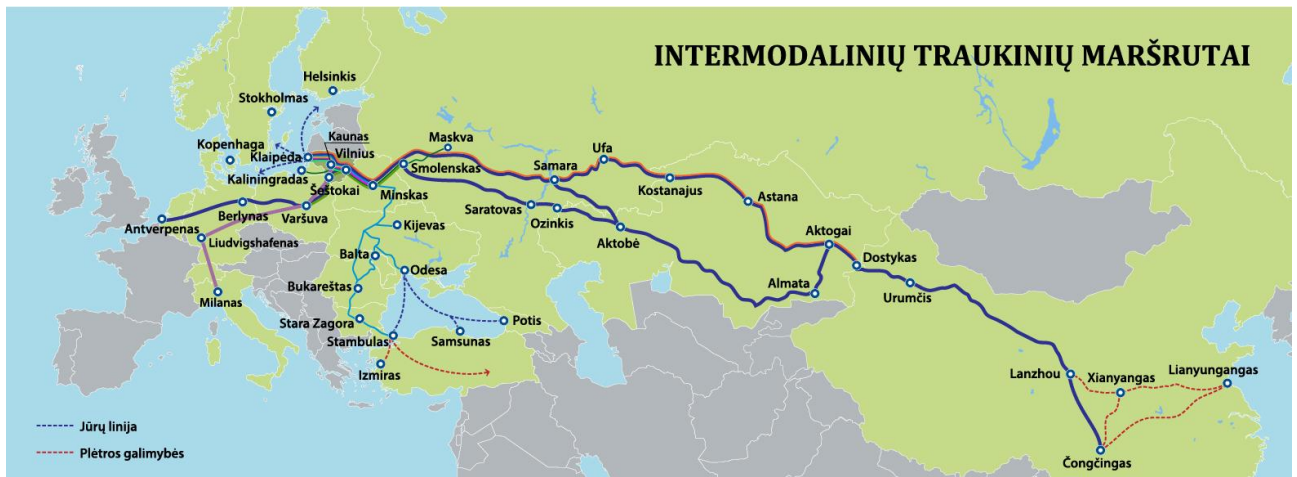 INTERMODALINIŲ TRAUKINIŲ MARŠRUTAI
Helsinkis
Stokholmas
Kopenhaga
Kaunas
Klaipėda
Vilnius
Kaliningradas
Šeštokai
Maskva
Smolenskas
Minskas
Samara
Ufa
Kostanajus
Astana
Antverpenas
Berlynas
Varšuva
Liudvigshafenas
Milanas
Saratovas
Ozinkis
Aktobė
Kijevas
Balta
Odesa
Bukareštas
Stara Zagora
Stambulas
Izmiras
Samsunas
Potis
Aktogai
Dostykas
Almata
Urumčis
Lanzhou
Xianyangas
Lianyungangas
Čongčingas
Jūrų linija
Plėtros galimybės